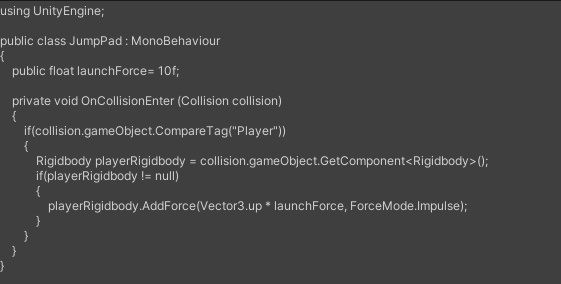 using UnityEngine;
public class JumpPad : MonoBehaviour
{
public float launchForce= 10f;
private void OnCollisionEnter (Collision collision)
{
if(collision.gameObject.CompareTag("Player"))
{
Rigidbody playerRigidbody = collision.gameObject.GetComponent<Rigidbody>();
if(playerRigidbody != null)
{
playerRigidbody.AddForce(Vector3.up * launchForce, ForceMode.Impulse);
}
}
}
}